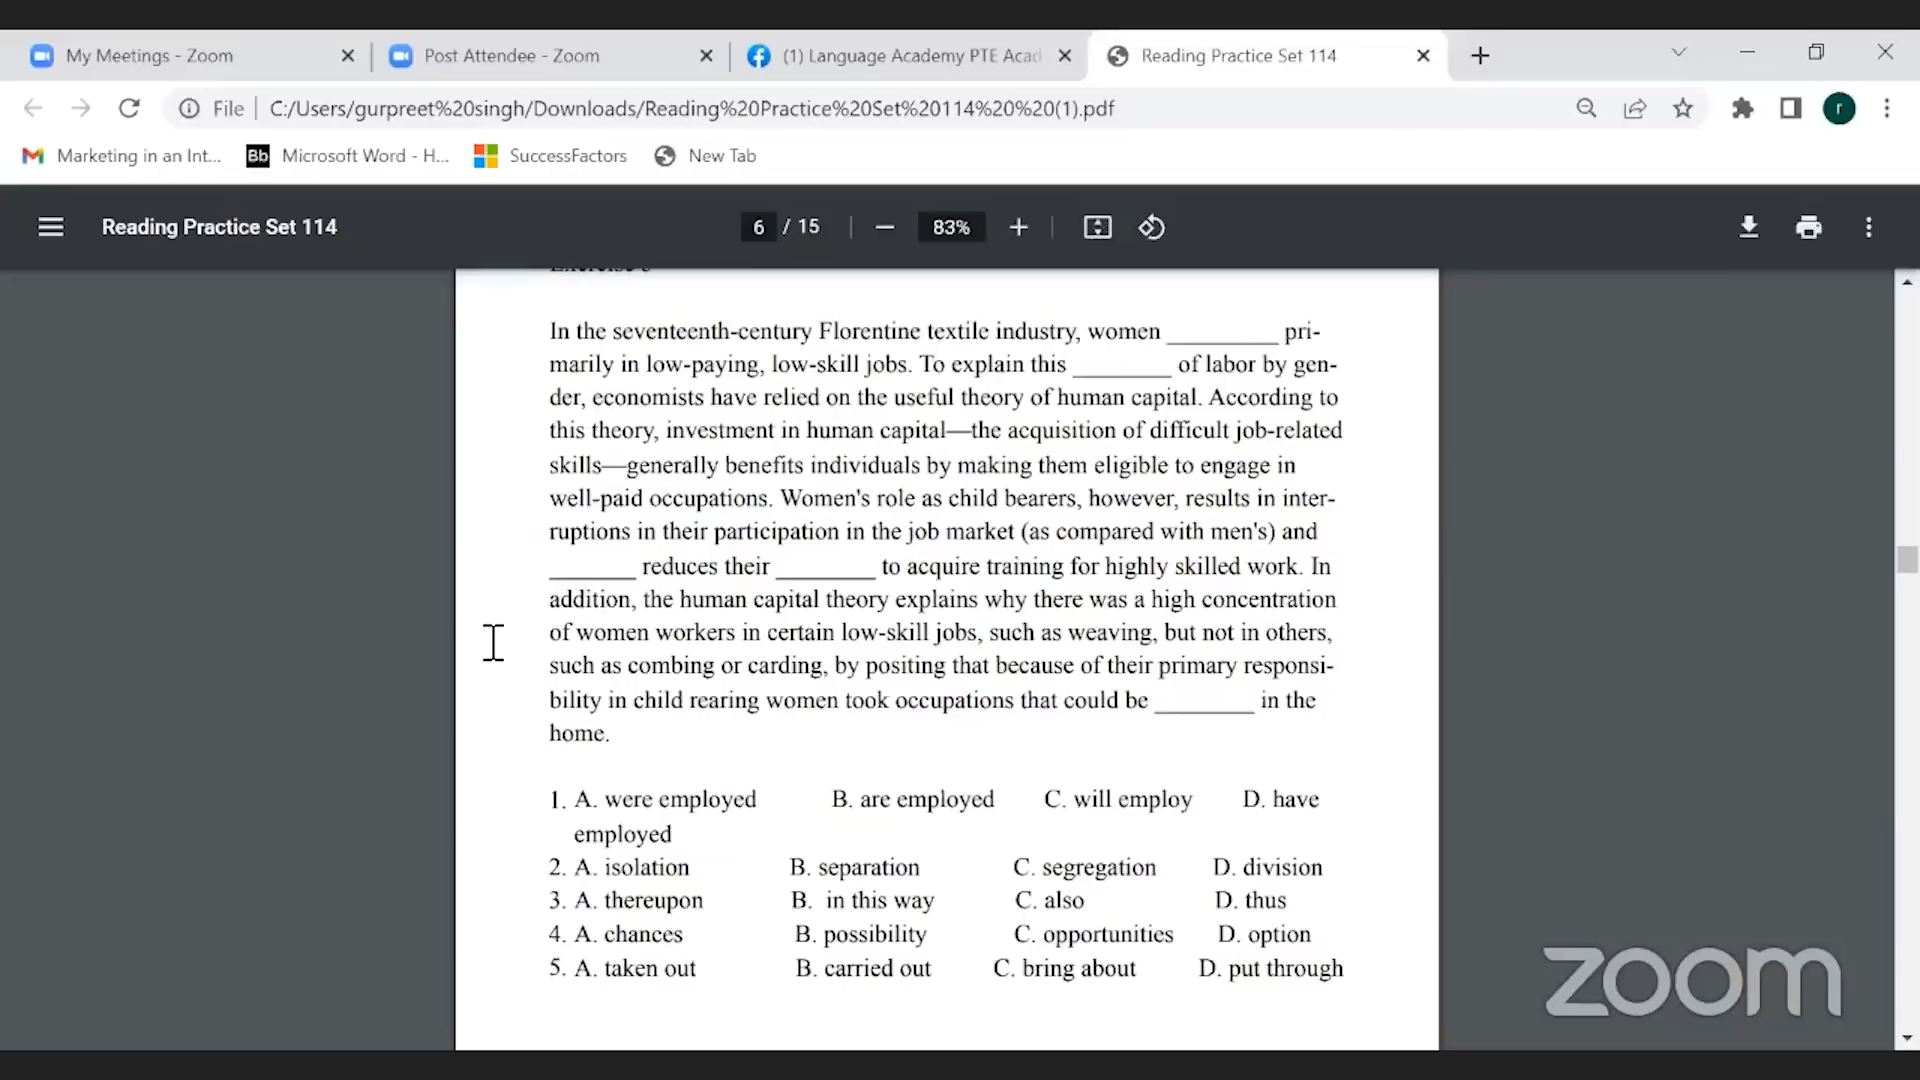 My Meetings - Zoom
Post Attendee - Zoom
(1) Language Academy PTE Acad
Reading Practice Set 114
File
C:/Users/gurpreet%20singh/Downloads/Reading%20Practice%20Set%20114%20%20(1).pdf
r
Marketing in an Int...
Bb Microsoft Word - H...
SuccessFactors
New Tab
Reading Practice Set 114
6 / 15
83%
In the seventeenth-century Florentine textile industry, women _________ pri-
marily in low-paying, low-skill jobs. To explain this ________ of labor by gen-
der, economists have relied on the useful theory of human capital. According to
this theory, investment in human capital—the acquisition of difficult job-related
skills—generally benefits individuals by making them eligible to engage in
well-paid occupations. Women's role as child bearers, however, results in inter-
ruptions in their participation in the job market (as compared with men's) and
_______ reduces their ________ to acquire training for highly skilled work. In
addition, the human capital theory explains why there was a high concentration
of women workers in certain low-skill jobs, such as weaving, but not in others,
such as combing or carding, by positing that because of their primary responsi-
bility in child rearing women took occupations that could be ________ in the
home.
1. A. were employed B. are employed C. will employ D. have
employed
2. A. isolation B. separation C. segregation D. division
3. A. thereupon B. in this way C. also D. thus
4. A. chances B. possibility C. opportunities D. option
5. A. taken out B. carried out C. bring about D. put through
zoom